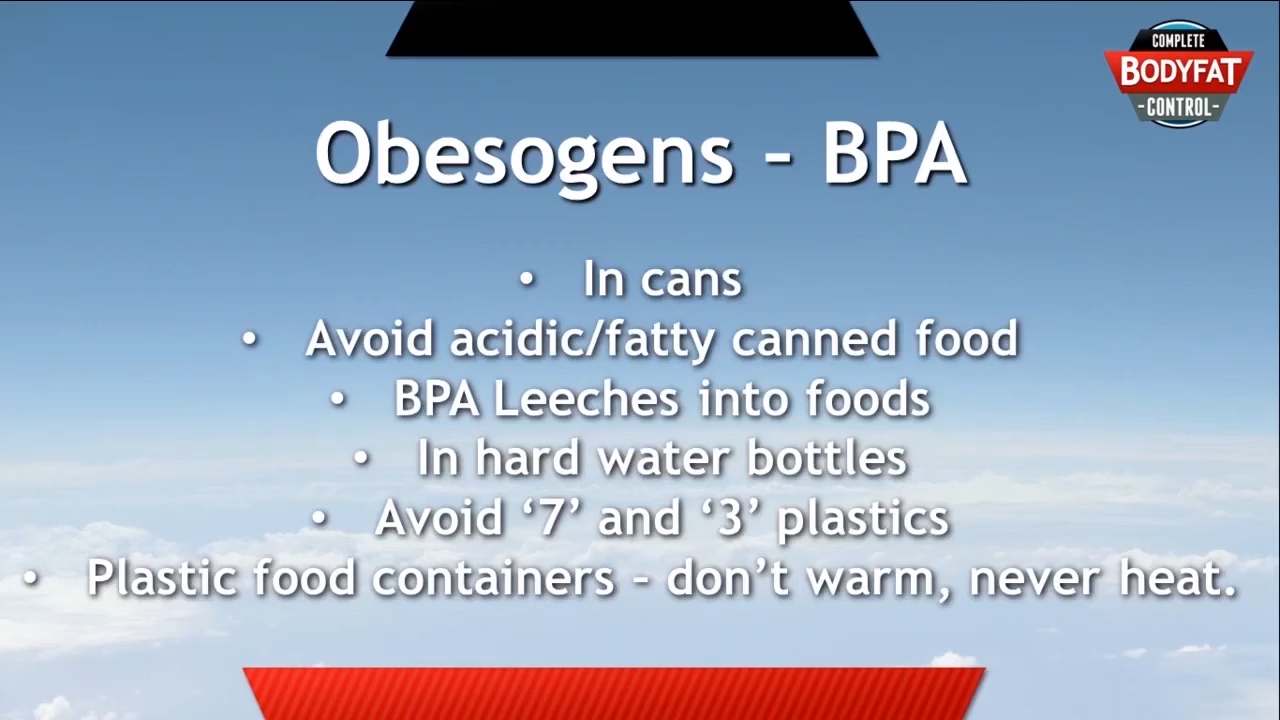 COMPLETE
BODYFAT
-CONTROL-
Obesogens – BPA
• In cans
• Avoid acidic/fatty canned food
• BPA Leeches into foods
• In hard water bottles
• Avoid ‘7’ and ‘3’ plastics
• Plastic food containers – don’t warm, never heat.